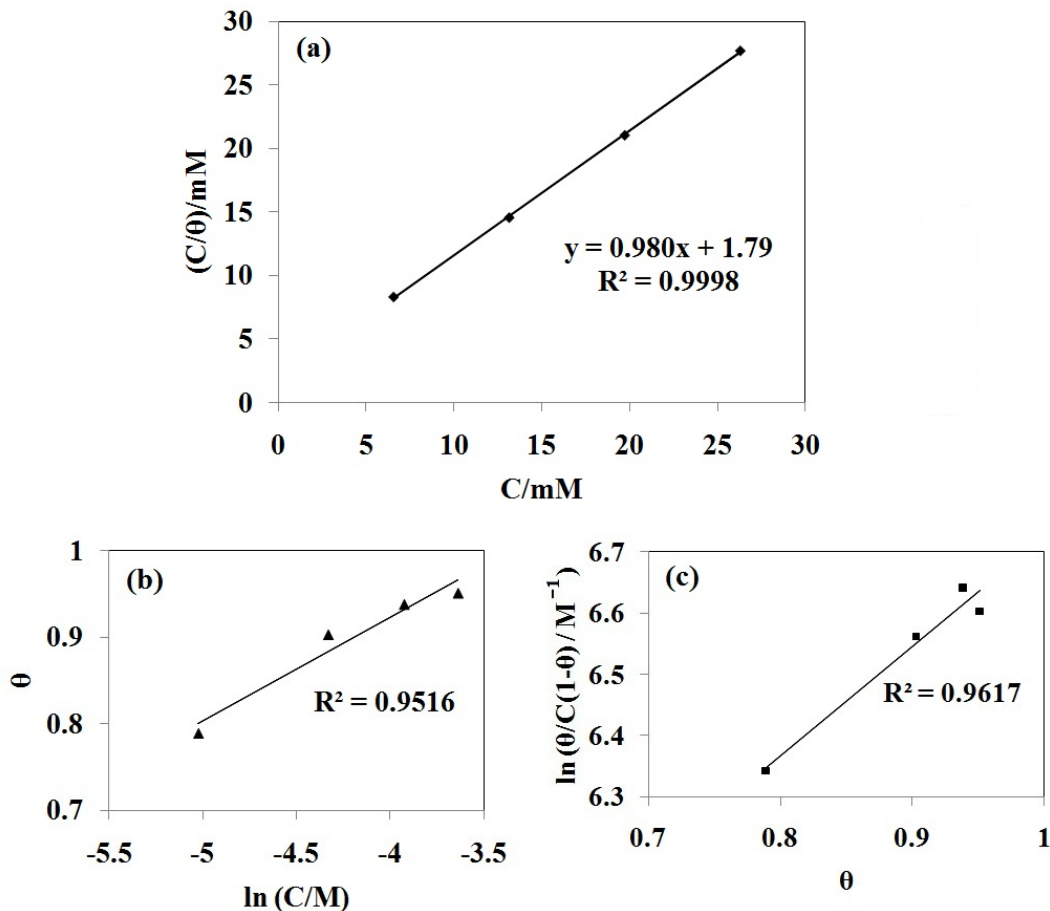 (a)
30
25
20
15
10
5
0
(C/θ)/mM
y = 0.980x + 1.79
R² = 0.9998
0 5 10 15 20 25 30
C/mM
(b)
1
0.9
0.8
0.7
θ
R² = 0.9516
-5.5 -5 -4.5 -4 -3.5
ln (C/M)
(c)
6.7
6.6
6.5
6.4
6.3
ln (θ/C(1-θ) / M⁻¹)
R² = 0.9617
0.7 0.8 0.9 1
θ